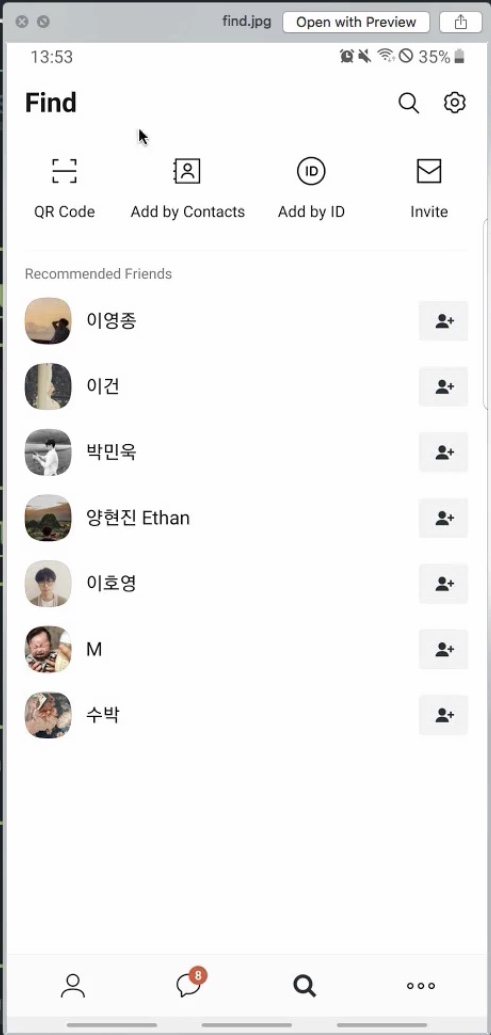 find.jpg Open with Preview
13:53 35%
Find
QR Code Add by Contacts Add by ID Invite
Recommended Friends
이영종
이건
박민욱
양현진 Ethan
이호영
M
수박
8